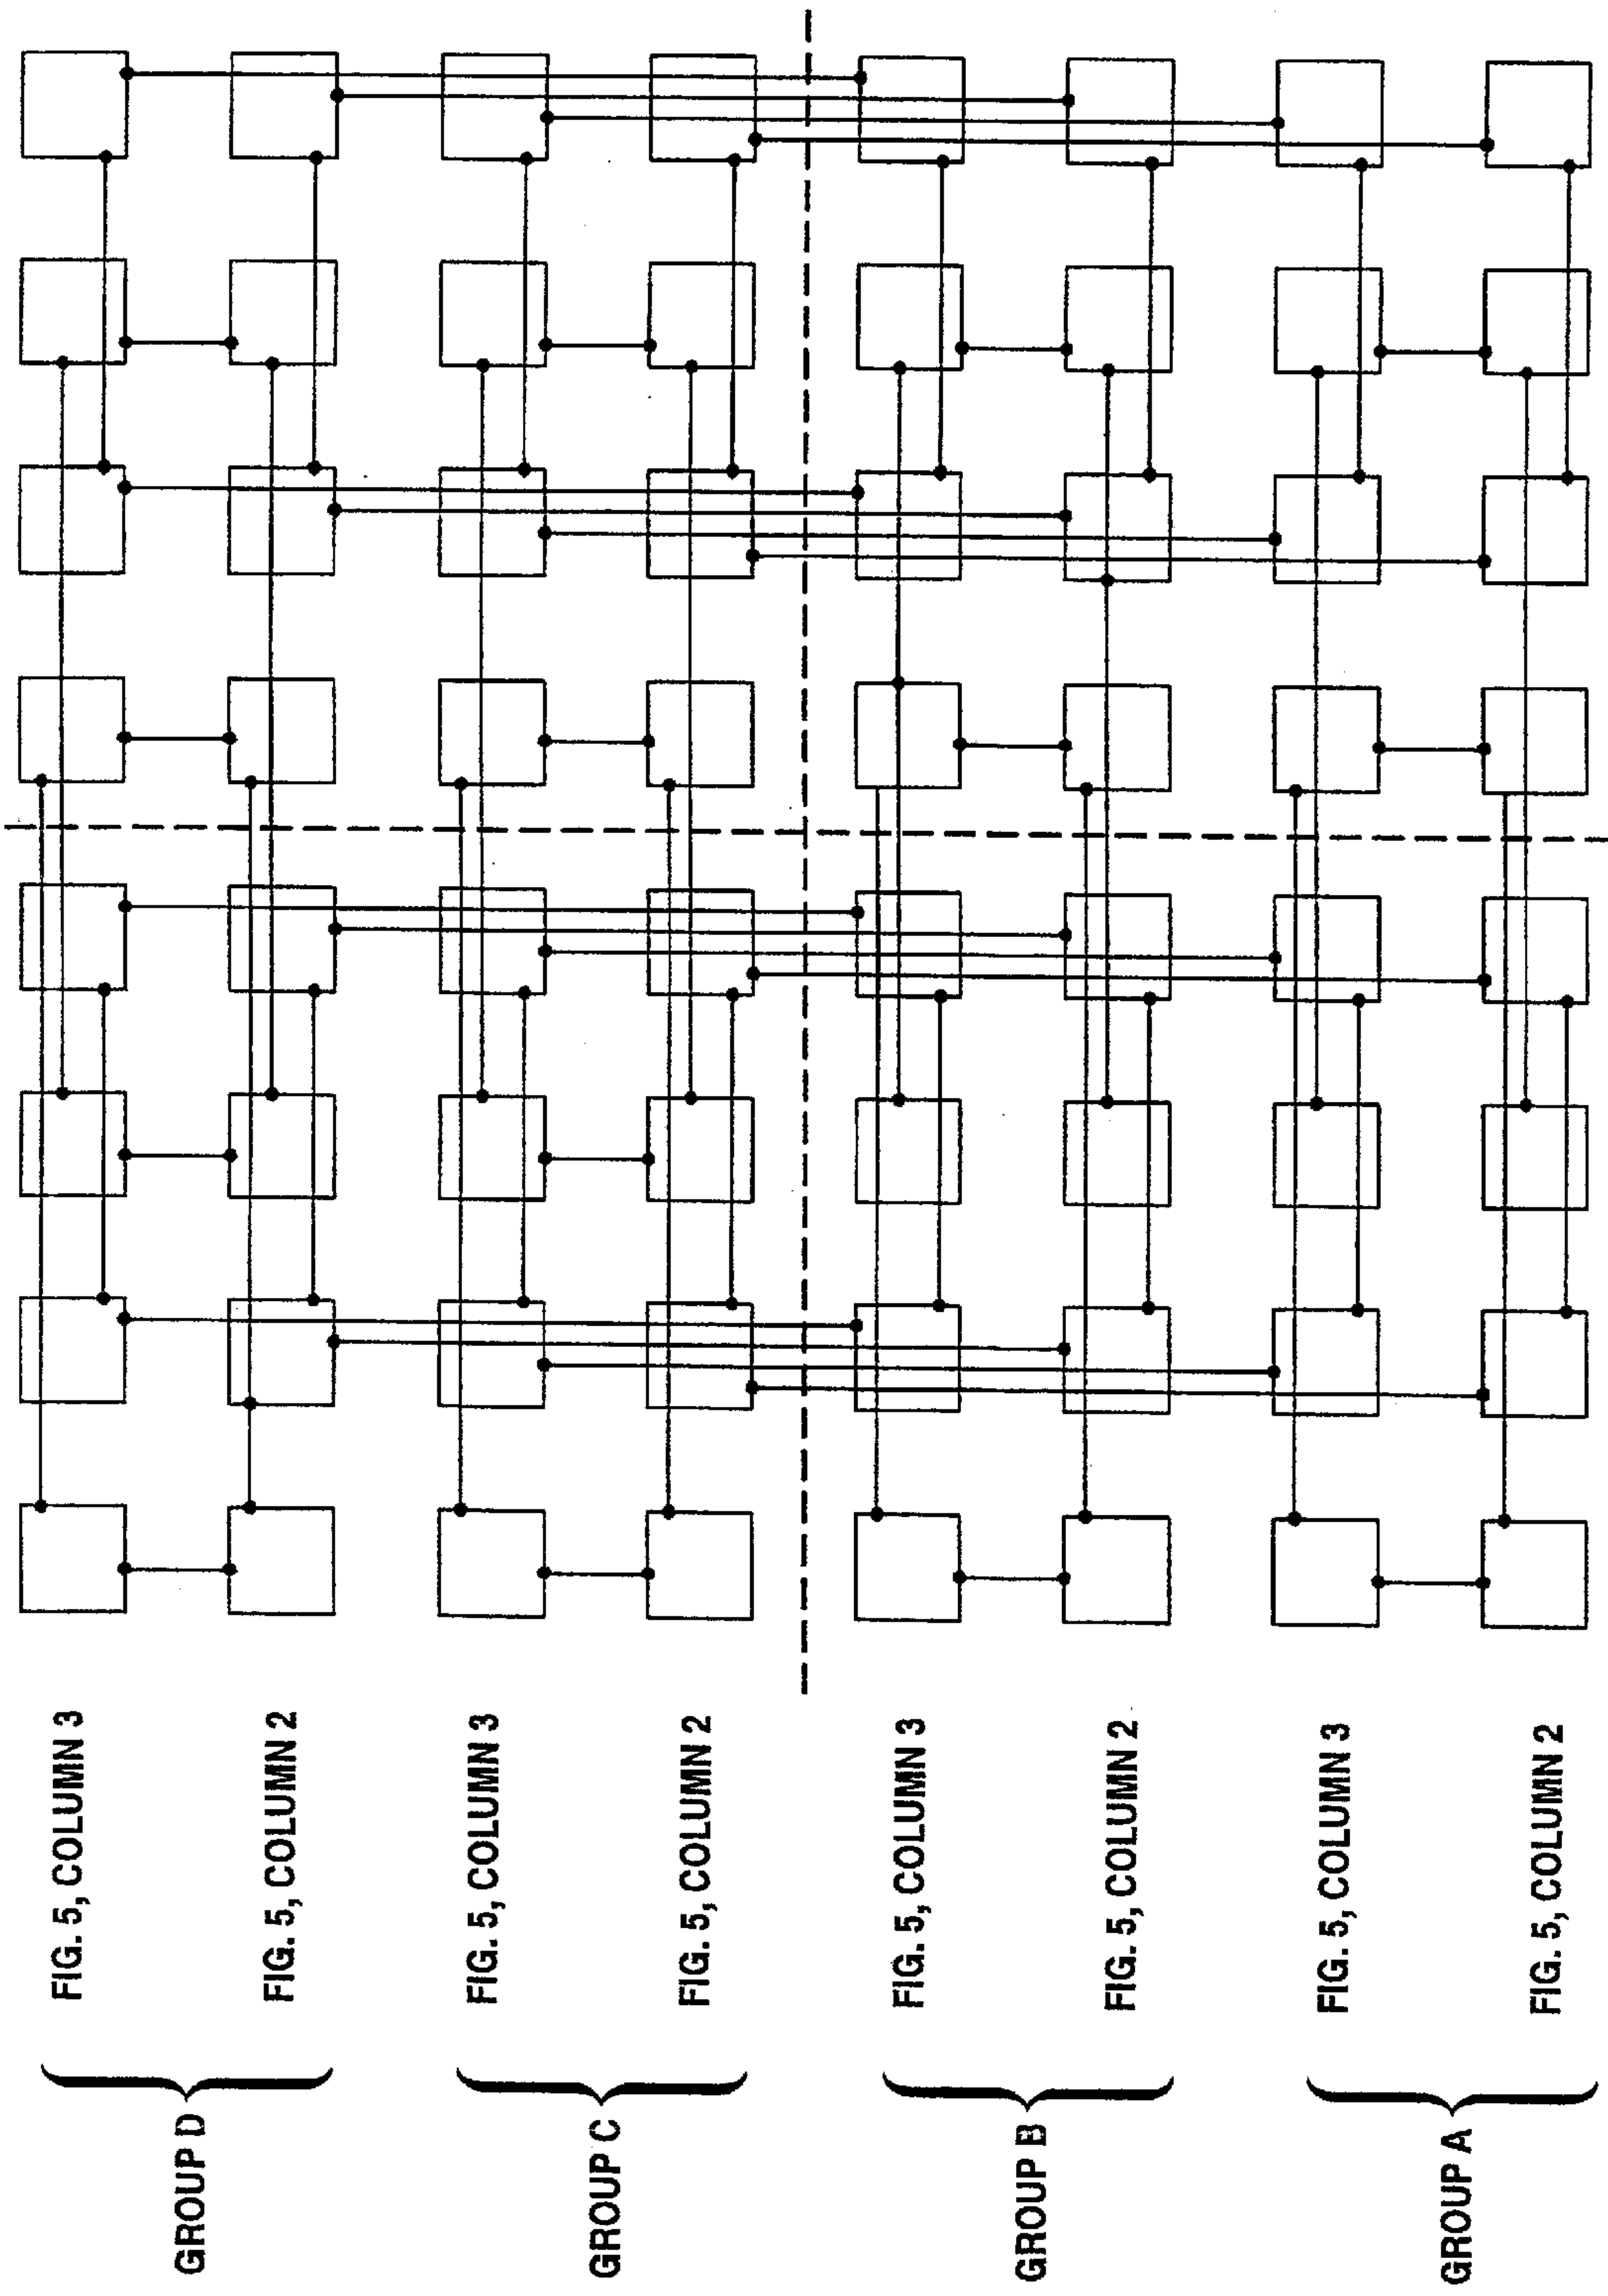 GROUP D
FIG. 5, COLUMN 3
FIG. 5, COLUMN 2
GROUP C
FIG. 5, COLUMN 3
FIG. 5, COLUMN 2
GROUP B
FIG. 5, COLUMN 3
FIG. 5, COLUMN 2
GROUP A
FIG. 5, COLUMN 3
FIG. 5, COLUMN 2